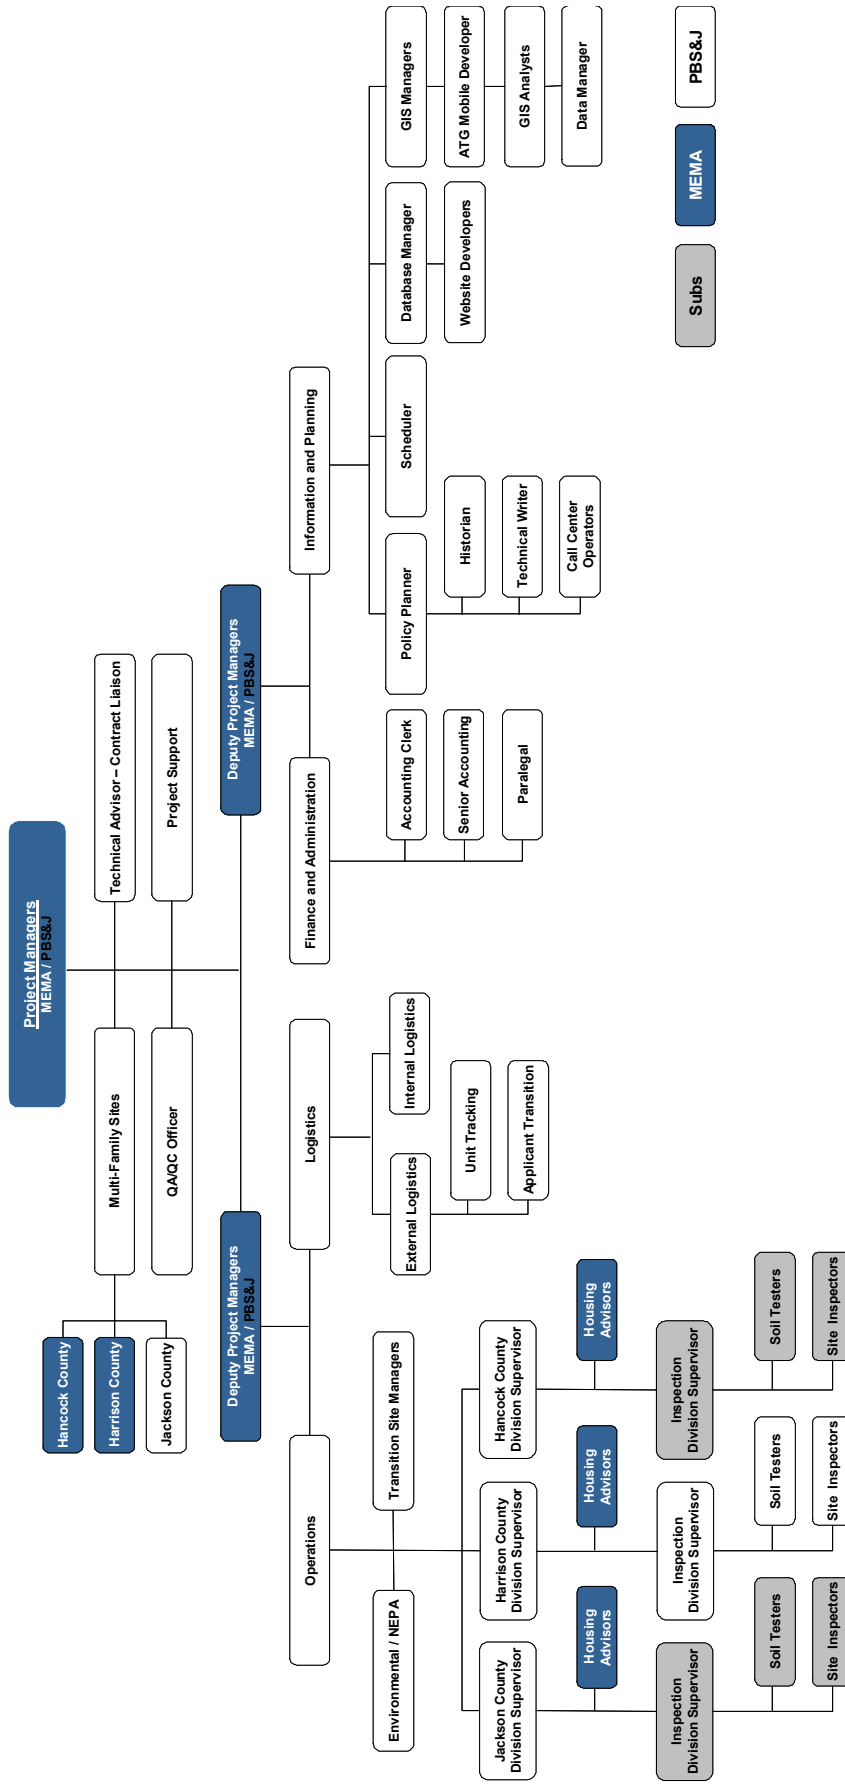 Project Managers
MEMA / PBS&J
Multi-Family Sites
Technical Advisor – Contract Liaison
Hancock County
Harrison County
Jackson County
QA/QC Officer
Project Support
Deputy Project Managers
MEMA / PBS&J
Deputy Project Managers
MEMA / PBS&J
Operations
Logistics
Finance and Administration
Information and Planning
Environmental / NEPA
Transition Site Managers
External Logistics
Internal Logistics
Unit Tracking
Applicant Transition
Accounting Clerk
Senior Accounting
Paralegal
Policy Planner
Scheduler
Database Manager
GIS Managers
Historian
Technical Writer
Call Center
Operators
Website Developers
ATG Mobile Developer
GIS Analysts
Data Manager
Jackson County
Division Supervisor
Harrison County
Division Supervisor
Hancock County
Division Supervisor
Housing
Advisors
Housing
Advisors
Housing
Advisors
Inspection
Division Supervisor
Inspection
Division Supervisor
Inspection
Division Supervisor
Soil Testers
Soil Testers
Soil Testers
Site Inspectors
Site Inspectors
Site Inspectors
Subs
MEMA
PBS&J